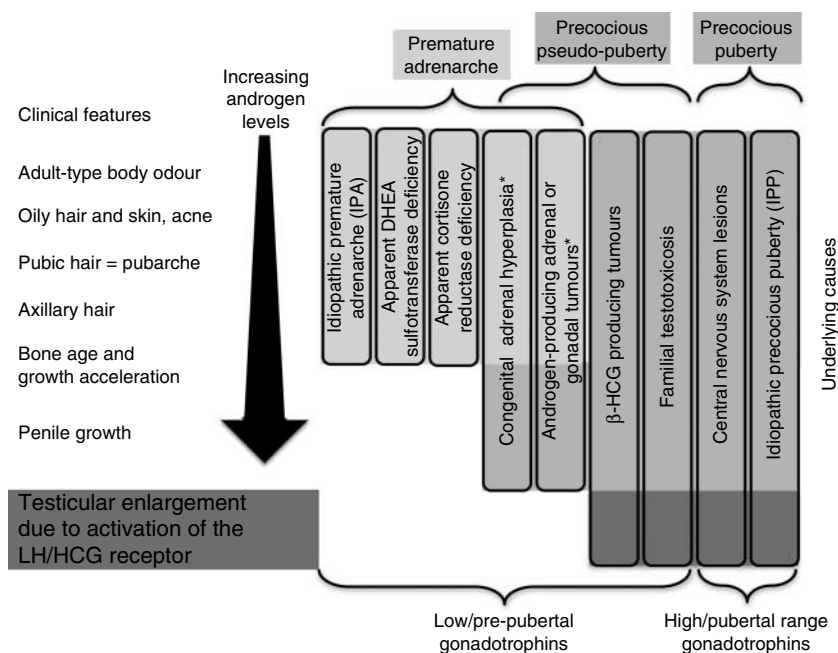 Precocious
pseudo-puberty
Precocious
puberty
Premature
adrenarche
Increasing
androgen
levels
Clinical features
Adult-type body odour
Oily hair and skin, acne
Pubic hair = pubarche
Axillary hair
Bone age and
growth acceleration
Penile growth
Testicular enlargement
due to activation of the
LH/HCG receptor
Idiopathic premature
adrenarche (IPA)
Apparent DHEA
sulfotransferase deficiency
Apparent cortisone
reductase deficiency
Congenital adrenal hyperplasia*
Androgen-producing adrenal or
gonadal tumours*
β-HCG producing tumours
Familial testotoxicosis
Central nervous system lesions
Idiopathic precocious puberty (IPP)
Underlying causes
Low/pre-pubertal
gonadotrophins
High/pubertal range
gonadotrophins